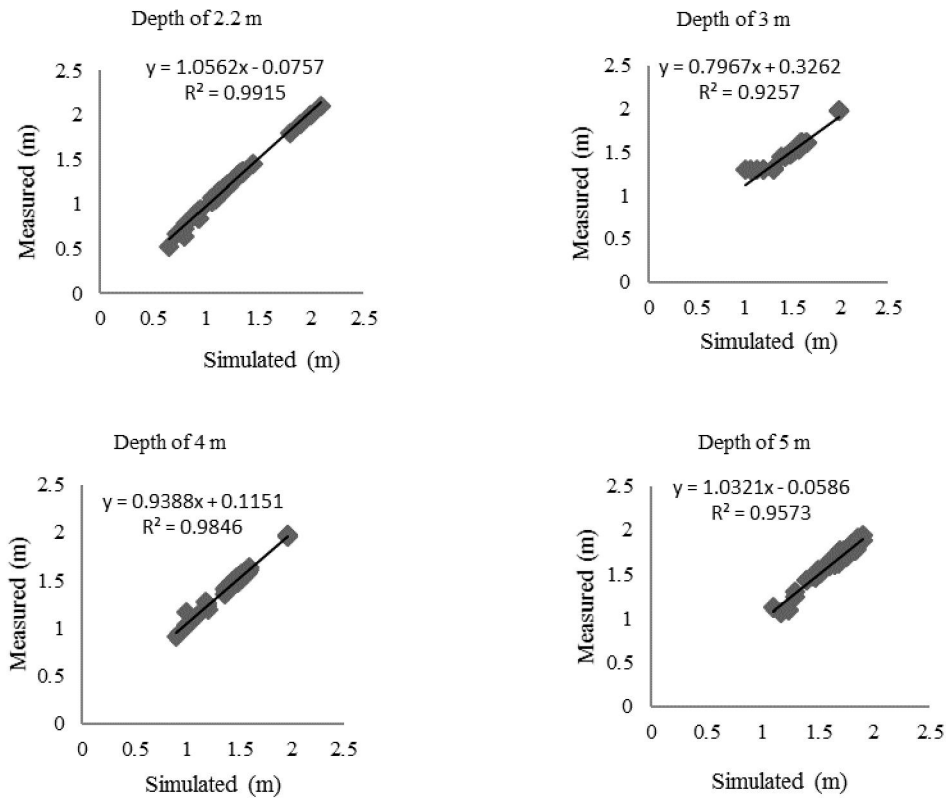 Depth of 2.2 m
y = 1.0562x - 0.0757
R² = 0.9915
Measured (m)
2.5
2
1.5
1
0.5
0
0 0.5 1 1.5 2 2.5
Simulated (m)
Depth of 3 m
y = 0.7967x + 0.3262
R² = 0.9257
Measured (m)
2.5
2
1.5
1
0.5
0
0 0.5 1 1.5 2 2.5
Simulated (m)
Depth of 4 m
y = 0.9388x + 0.1151
R² = 0.9846
Measured (m)
2.5
2
1.5
1
0.5
0
0 0.5 1 1.5 2 2.5
Simulated (m)
Depth of 5 m
y = 1.0321x - 0.0586
R² = 0.9573
Measured (m)
2.5
2
1.5
1
0.5
0
0 0.5 1 1.5 2 2.5
Simulated (m)